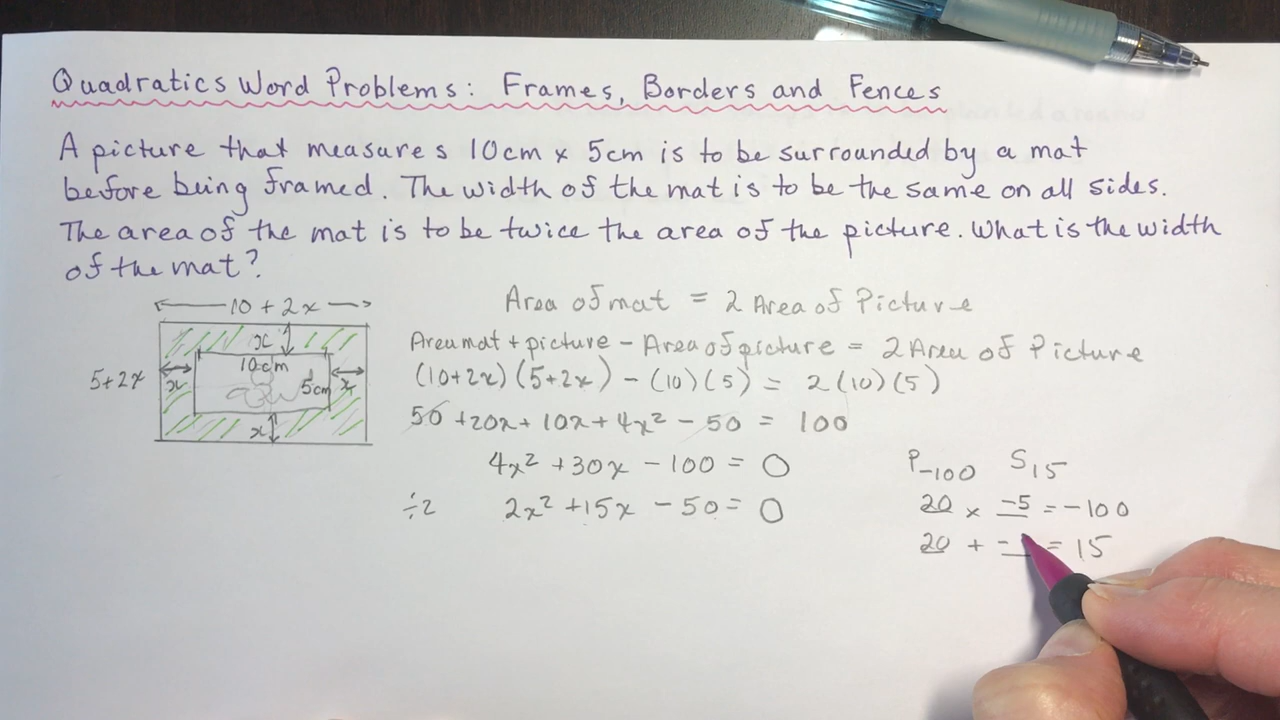 Quadratics Word Problems: Frames, Borders and Fences
A picture that measures 10cm x 5cm is to be surrounded by a mat
before being framed. The width of the mat is to be the same on all sides.
The area of the mat is to be twice the area of the picture. What is the width
of the mat?
10 + 2x
x
10cm
5+2x
x
5cm
x
x
Area of mat = 2 Area of Picture
Area mat + picture - Area of picture = 2 Area of Picture
(10+2x)(5+2x) - (10)(5) = 2(10)(5)
50 + 20x + 10x + 4x² - 50 = 100
4x² + 30x - 100 = 0
÷2 2x² + 15x - 50 = 0
P-100 S15
20 x -5 = -100
20 + - = 15